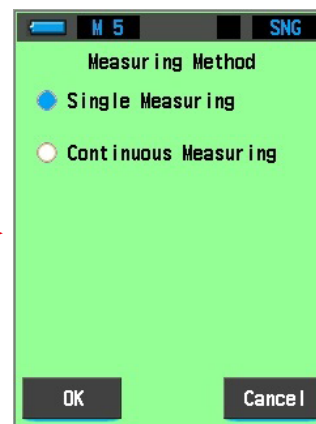 M 5 SNG
Measuring Method
Single Measuring
Continuous Measuring
OK Cancel